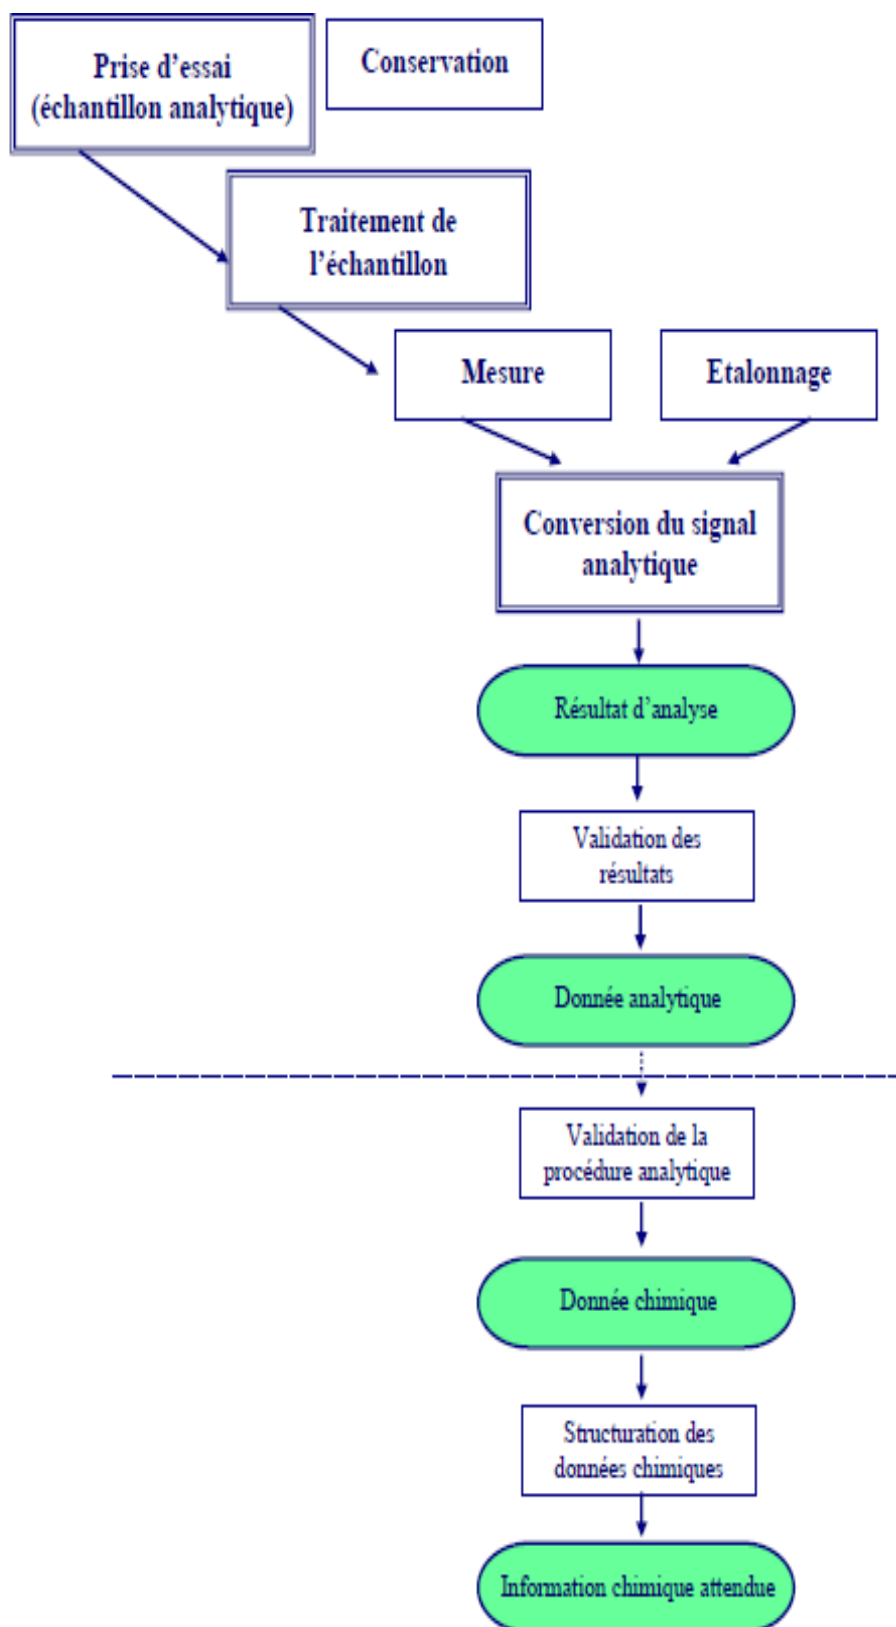 Prise d'essai
(échantillon analytique)
Conservation
Traitement de
l'échantillon
Mesure
Etalonnage
Conversion du signal
analytique
Résultat d'analyse
Validation des
résultats
Donnée analytique
Validation de la
procédure analytique
Donnée chimique
Structuration des
données chimiques
Information chimique attendue